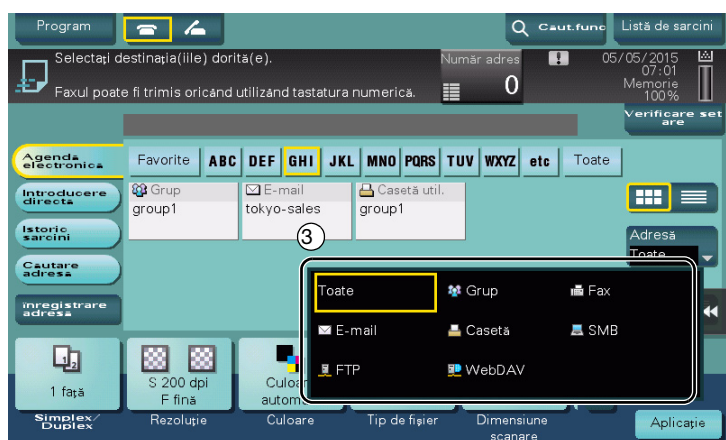 Program
Caut.func
Listă de sarcini
Selectați destinația(iile) dorită(e).
Număr adres
05/05/2015
07:01
Faxul poate fi trimis oricând utilizând tastatura numerică.
0
Memorie
100%
Verificare set
are
Agenda
electronică
Favorite ABC DEF GHI JKL MNO PQRS TUV WXYZ etc Toate
Introducere
directă
Grup
group1
E-mail
tokyo-sales
Casetă util.
group1
Istoric
sarcini
3
Adresă
Toate
Căutare
adresă
Toate Grup Fax
înregistrare
adresă
E-mail Casetă SMB
FTP WebDAV
1 față
S 200 dpi
F fină
Simplex/
Duplex
Rezoluție
Culoare
Tip de fișier
Dimensiune
scanare
Aplicație